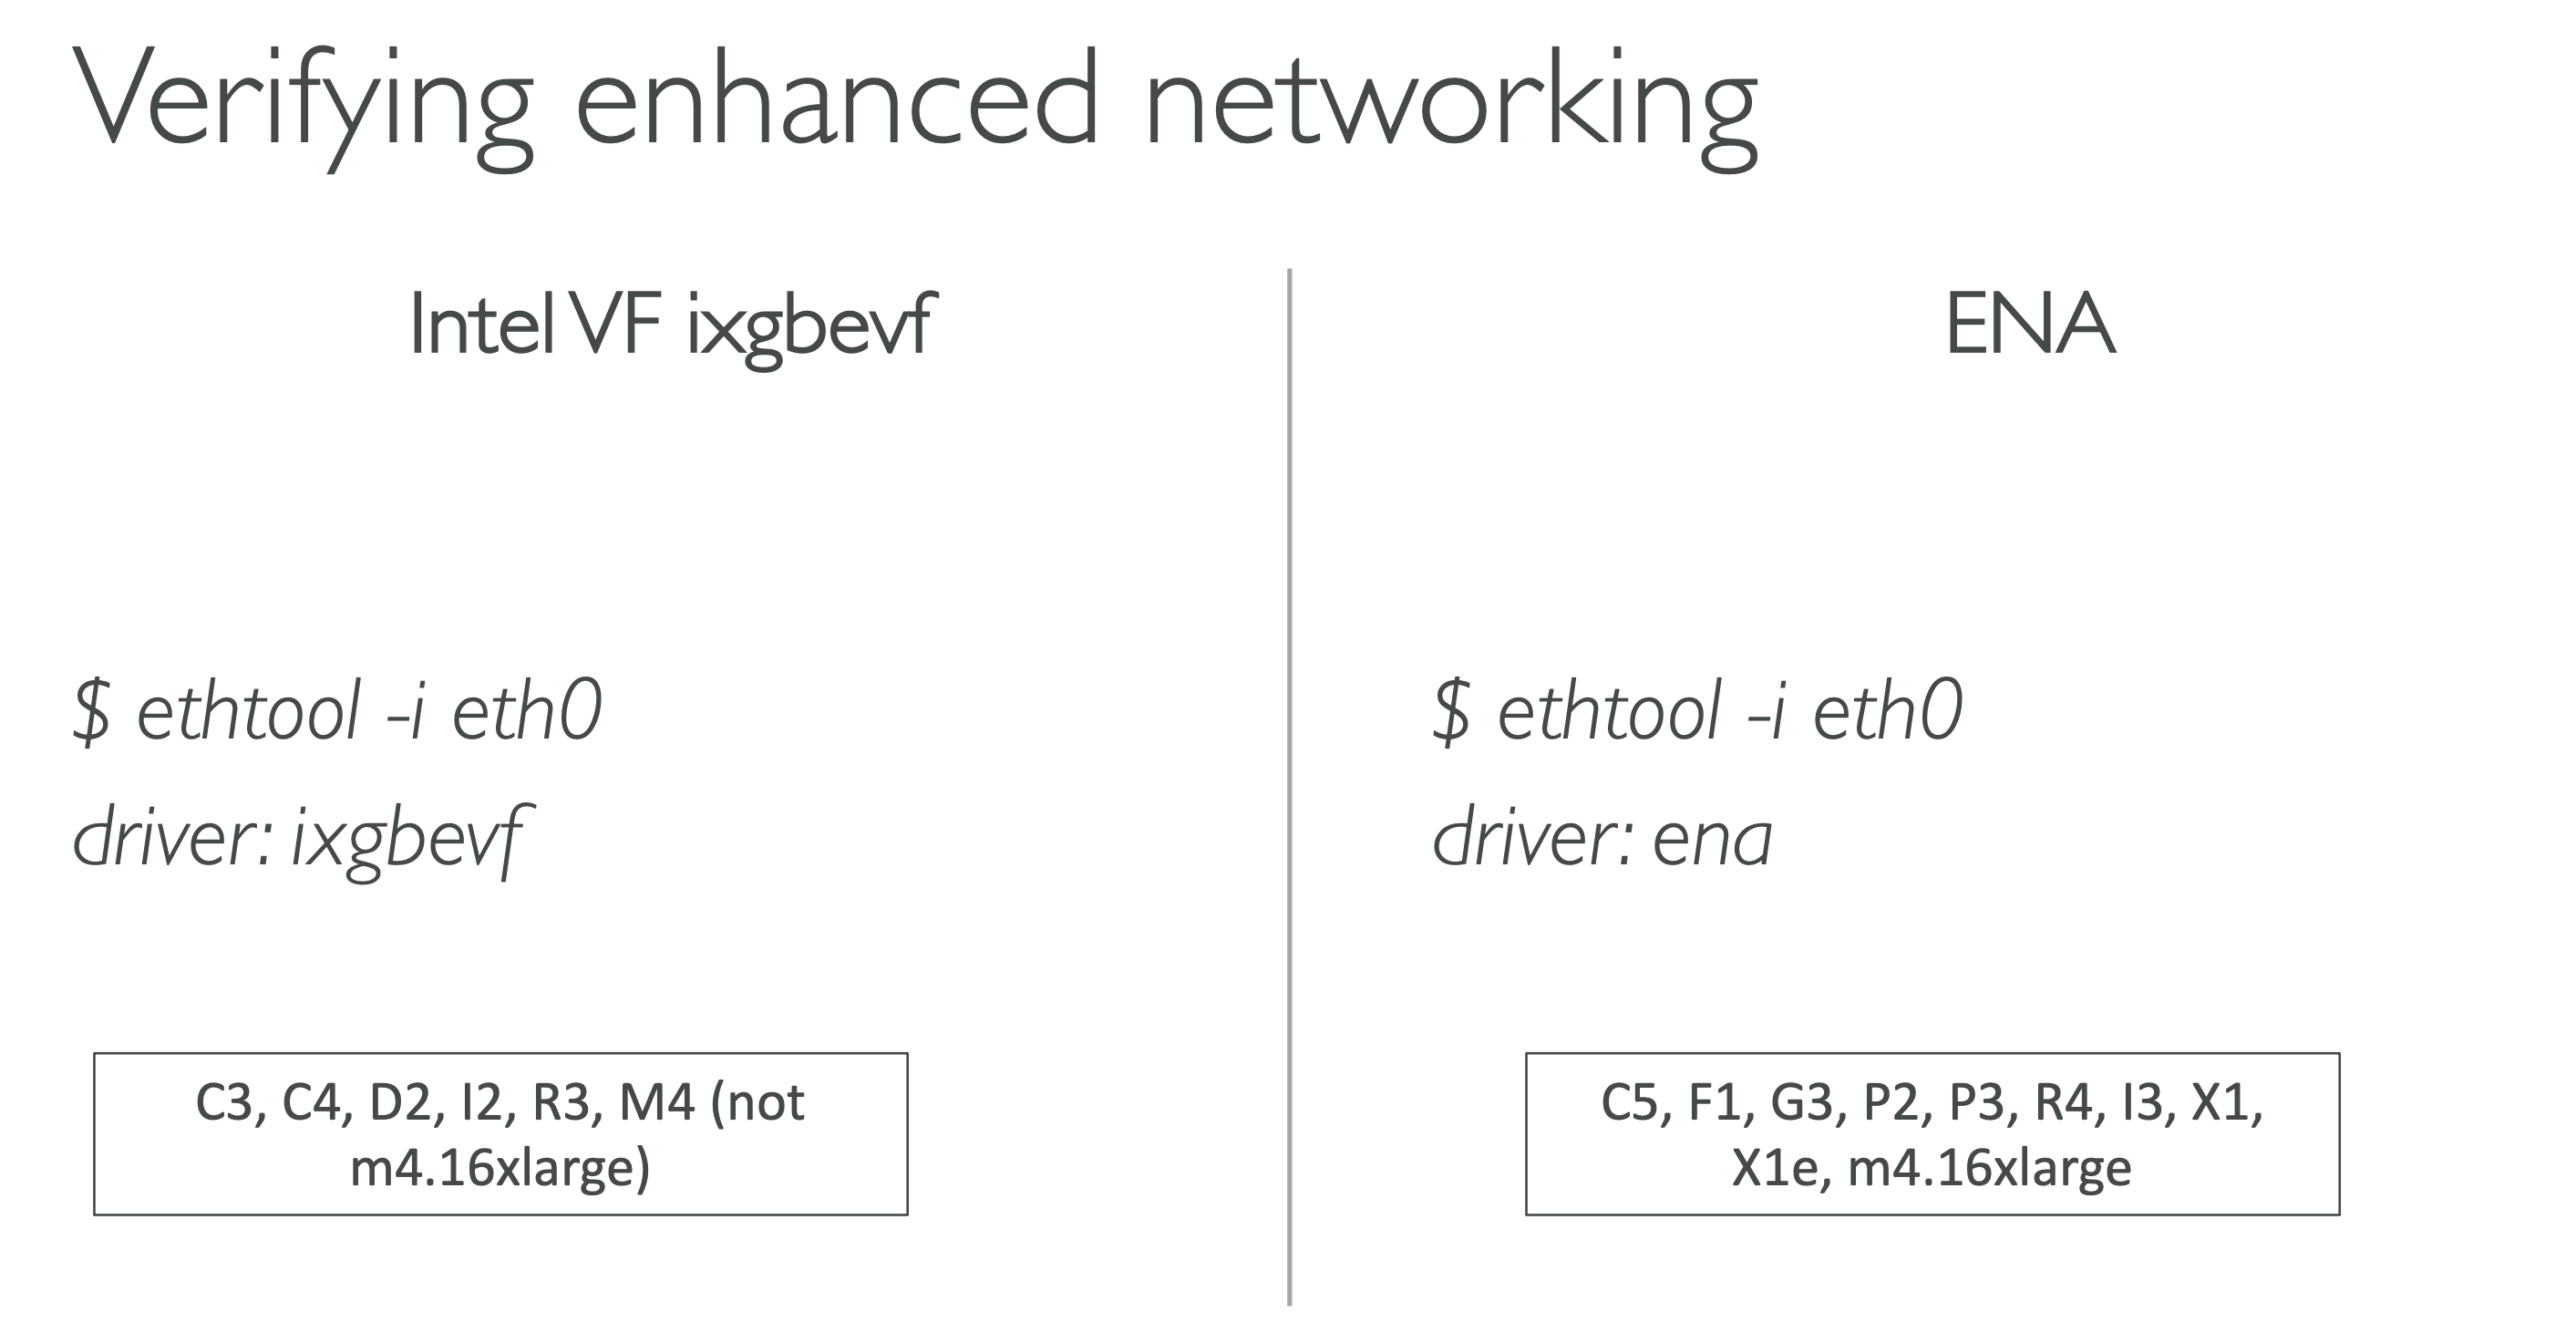 Verifying enhanced networking
Intel VF ixgbevf
$ ethtool -i eth0
driver: ixgbevf
C3, C4, D2, I2, R3, M4 (not
m4.16xlarge)
ENA
$ ethtool -i eth0
driver: ena
C5, F1, G3, P2, P3, R4, I3, X1,
X1e, m4.16xlarge